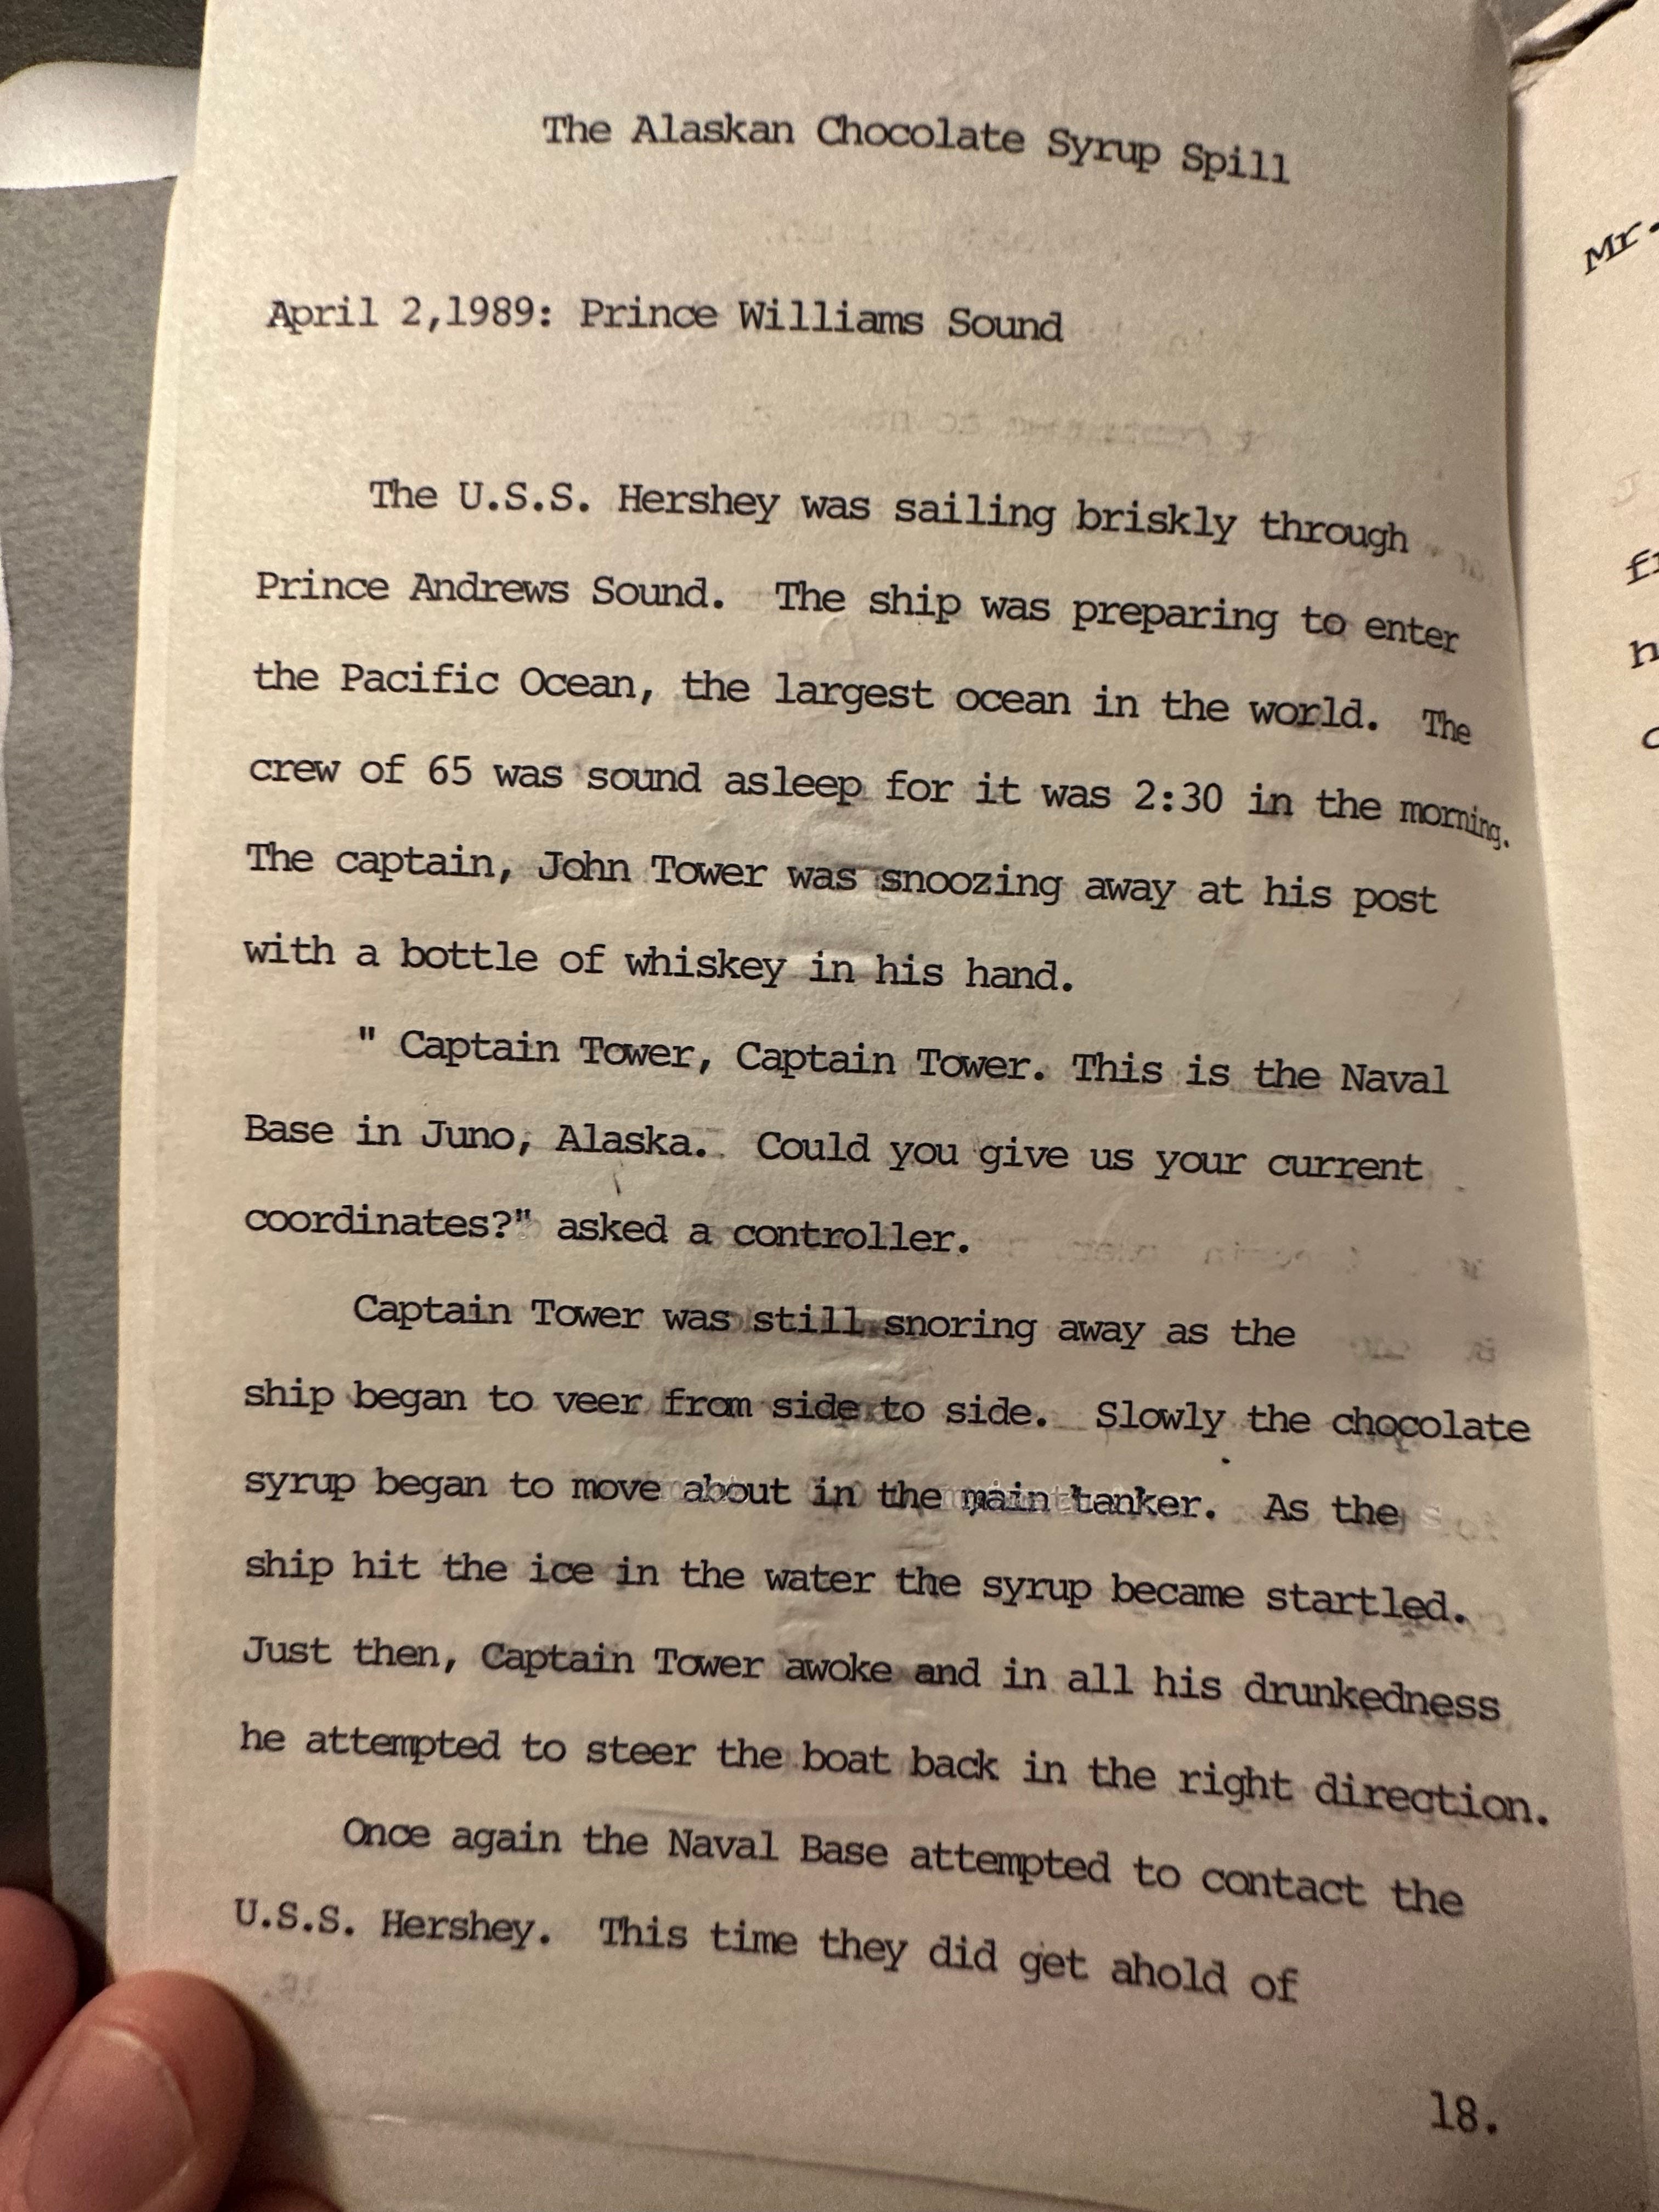 The Alaskan Chocolate Syrup Spill
April 2,1989: Prince Williams Sound
The U.S.S. Hershey was sailing briskly through
Prince Andrews Sound.  The ship was preparing to enter
the Pacific Ocean, the largest ocean in the world.  The
crew of 65 was sound asleep for it was 2:30 in the morning.
The captain, John Tower was snoozing away at his post
with a bottle of whiskey in his hand.
" Captain Tower, Captain Tower. This is the Naval
Base in Juno, Alaska.  Could you give us your current
coordinates?" asked a controller.
Captain Tower was still snoring away as the
ship began to veer from side to side.  Slowly the chocolate
syrup began to move about in the main tanker.  As the
ship hit the ice in the water the syrup became startled.
Just then, Captain Tower awoke and in all his drunkedness
he attempted to steer the boat back in the right direction.
Once again the Naval Base attempted to contact the
U.S.S. Hershey.  This time they did get ahold of
18.
Mr.